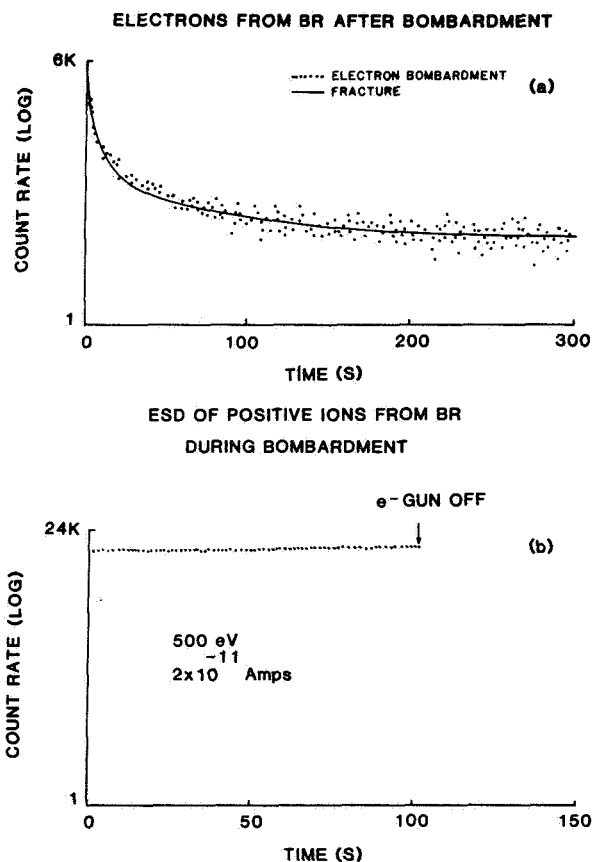 ELECTRONS FROM BR AFTER BOMBARDMENT
6K
ELECTRON BOMBARDMENT
FRACTURE
(a)
COUNT RATE (LOG)
1
0
100
200
300
TIME (S)
ESD OF POSITIVE IONS FROM BR
DURING BOMBARDMENT
e- GUN OFF
24K
(b)
COUNT RATE (LOG)
500 eV
2x10-11 Amps
1
0
50
100
150
TIME (S)